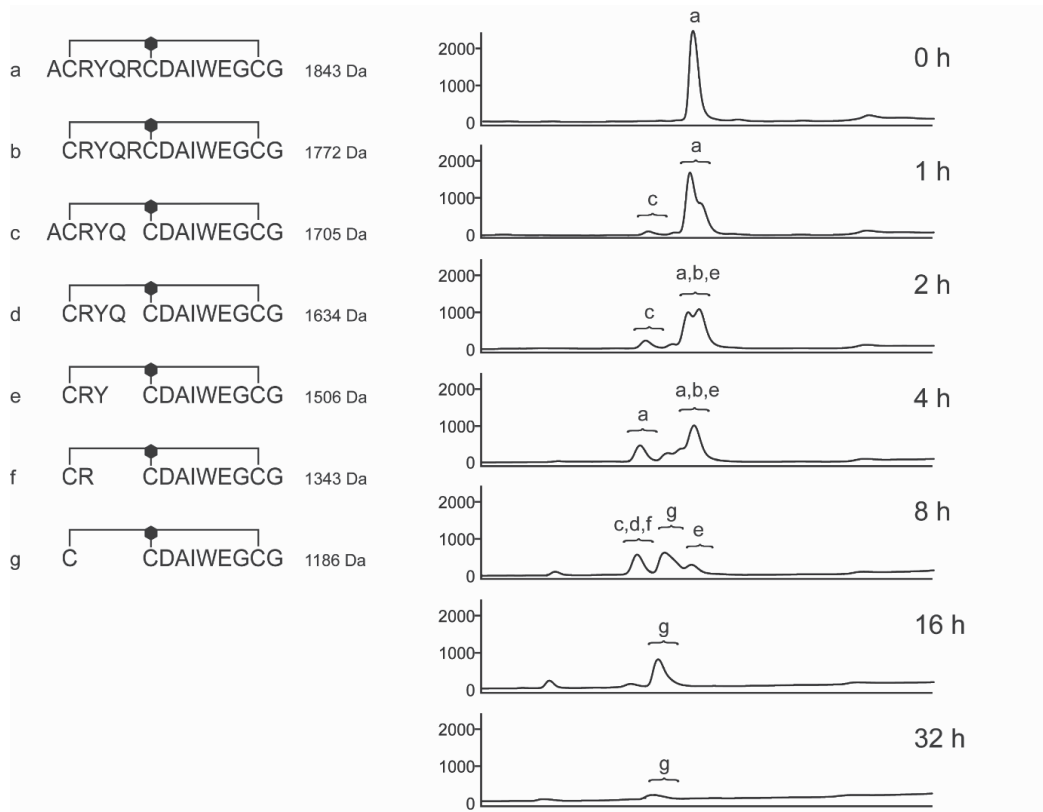 a ACRYQRCDAIWEGCG 1843 Da
b CRYQRCDAIWEGCG 1772 Da
c ACRYQ CDAIWEGCG 1705 Da
d CRYQ CDAIWEGCG 1634 Da
e CRY CDAIWEGCG 1506 Da
f CR CDAIWEGCG 1343 Da
g C CDAIWEGCG 1186 Da
a
2000
1000
0
0 h
a
c
2000
1000
0
1 h
a,b,e
c
2000
1000
0
2 h
a,b,e
a
2000
1000
0
4 h
c,d,f
g
e
2000
1000
0
8 h
g
2000
1000
0
16 h
g
2000
1000
0
32 h